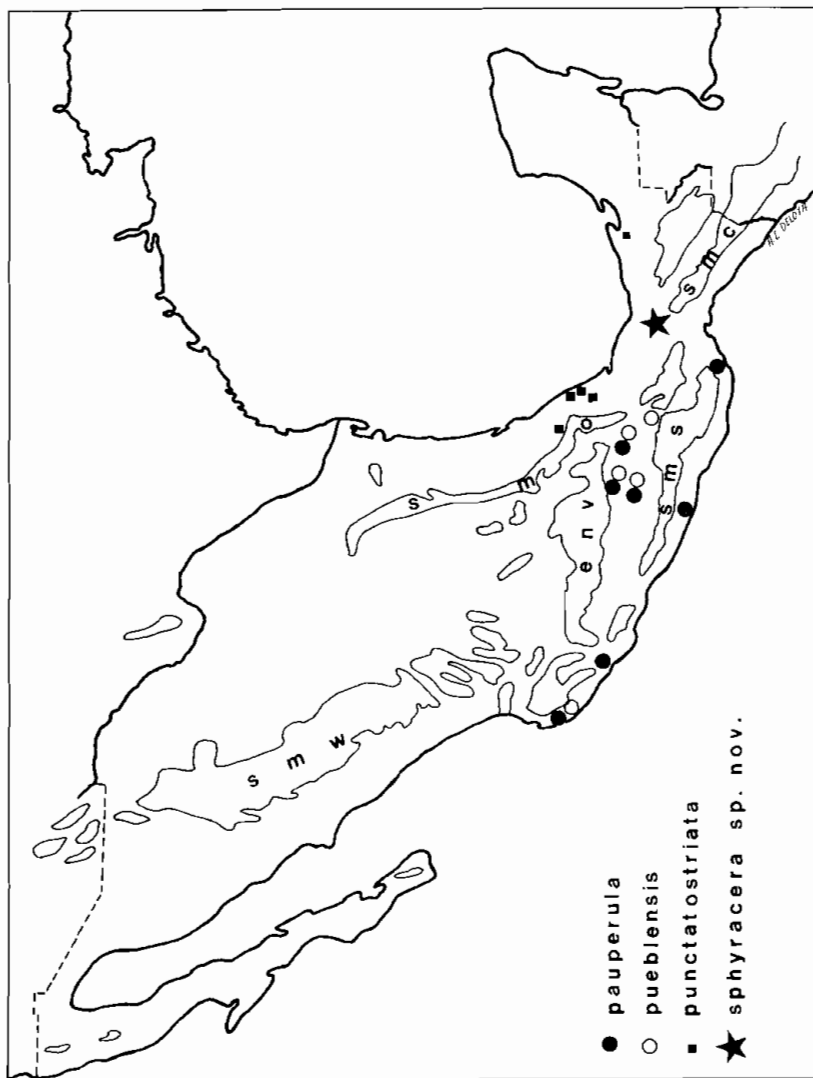 s m w
s m o
e n v
s m s
s m c
A. L. DELOYA
pauperula
pueblensis
punctatostriata
sphyracera sp. nov.